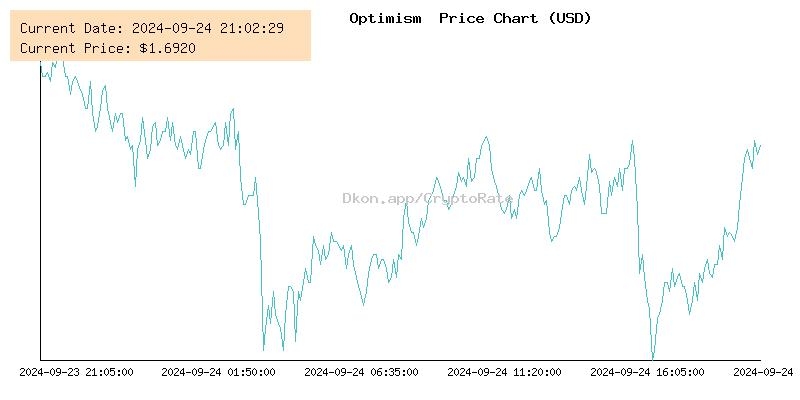 Optimism  Price Chart (USD)
Current Date: 2024-09-24 21:02:29
Current Price: $1.6920
Dkon.app/CryptoRate
2024-09-23 21:05:00 2024-09-24 01:50:00 2024-09-24 06:35:00 2024-09-24 11:20:00 2024-09-24 16:05:00 2024-09-24